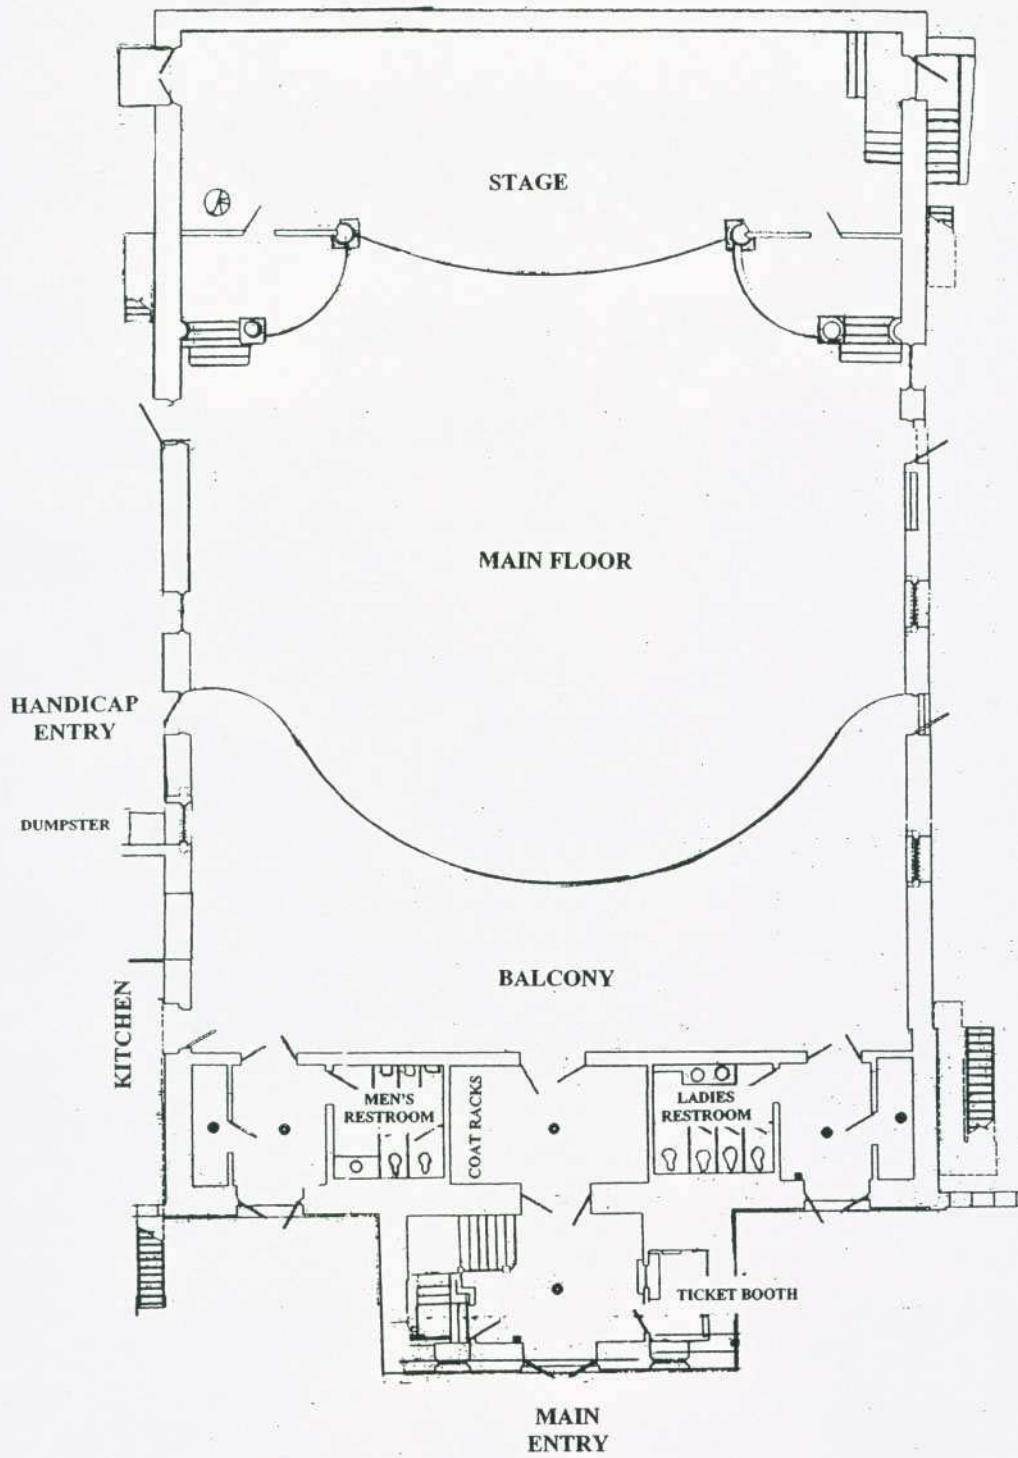 STAGE
MAIN FLOOR
HANDICAP
ENTRY
DUMPSTER
BALCONY
KITCHEN
MEN'S
RESTROOM
COAT RACKS
LADIES
RESTROOM
TICKET BOOTH
MAIN
ENTRY